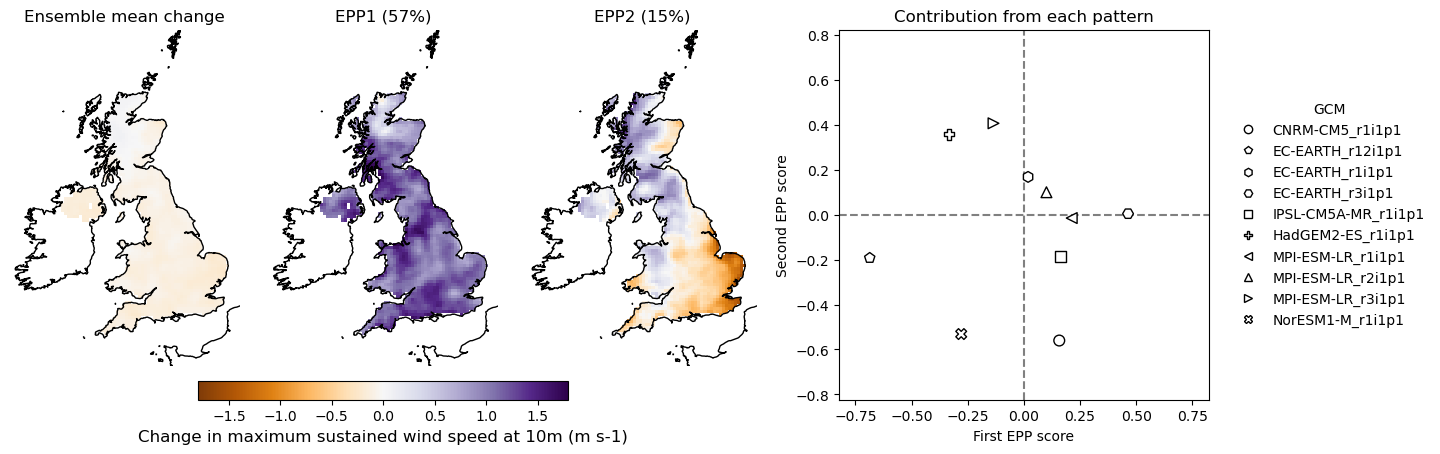 Ensemble mean change
EPP1 (57%)
EPP2 (15%)
−1.5 −1.0 −0.5 0.0 0.5 1.0 1.5
Change in maximum sustained wind speed at 10m (m s-1)
Contribution from each pattern
Second EPP score
0.8
0.6
0.4
0.2
0.0
−0.2
−0.4
−0.6
−0.8
−0.75 −0.50 −0.25 0.00 0.25 0.50 0.75
First EPP score
GCM
CNRM-CM5_r1i1p1
EC-EARTH_r12i1p1
EC-EARTH_r1i1p1
EC-EARTH_r3i1p1
IPSL-CM5A-MR_r1i1p1
HadGEM2-ES_r1i1p1
MPI-ESM-LR_r1i1p1
MPI-ESM-LR_r2i1p1
MPI-ESM-LR_r3i1p1
NorESM1-M_r1i1p1